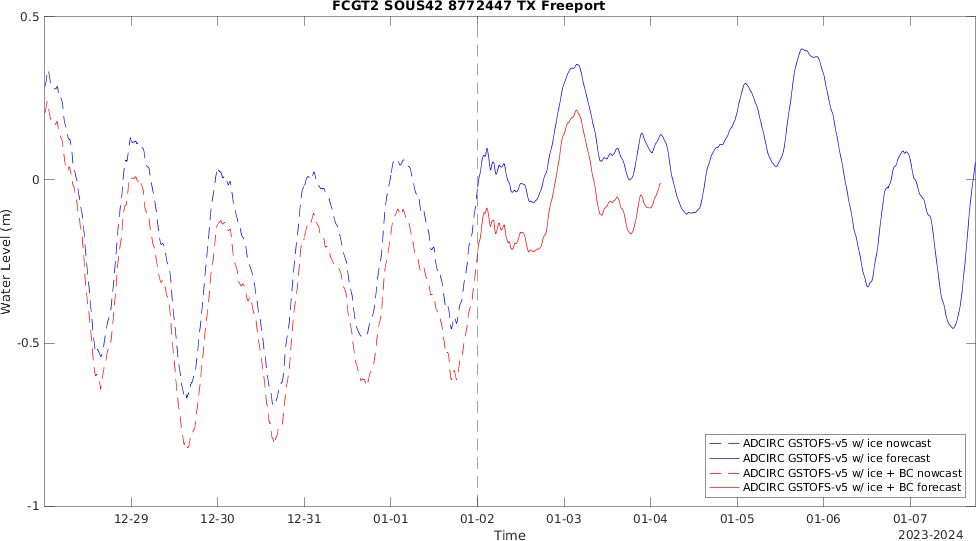 FCGT2 SOUS42 8772447 TX Freeport
0.5
0
-0.5
-1
Water Level (m)
12-29 12-30 12-31 01-01 01-02 01-03 01-04 01-05 01-06 01-07
Time
2023-2024
ADCIRC GSTOFS-v5 w/ ice nowcast
ADCIRC GSTOFS-v5 w/ ice forecast
ADCIRC GSTOFS-v5 w/ ice + BC nowcast
ADCIRC GSTOFS-v5 w/ ice + BC forecast